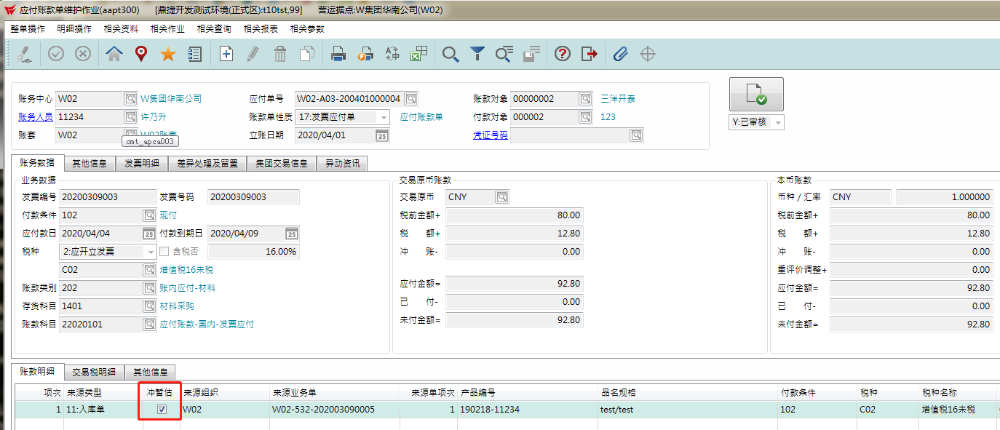 应付账款单维护作业(aapt300) [鼎捷开发测试环境(正式区):t10tst,99] 营运据点:W集团华南公司(W02)
整单操作 明细操作 相关资料 相关作业 相关查询 相关报表 相关参数
账务中心 W02 W集团华南公司 应付单号 W02-A03-200401000004 账款对象 00000002 三洋开泰
账务人员 11234 许乃升 账款单性质 17:发票应付单 应付账款单 付款对象 000002 123
Y:已审核
账套 W02 W02账套 立账日期 2020/04/01 25 凭证号码
cmt_apca003
账务数据 其他信息 发票明细 差异处理及留置 集团交易信息 异动资讯
业务数据 交易原币账款 本币账款
发票编号 20200309003 发票号码 20200309003 交易原币 CNY 币种 / 汇率 CNY 1.000000
付款条件 102 现付 税前金额+ 80.00 税前金额+ 80.00
应付款日 2020/04/04 25 付款到期日 2020/04/09 25 税 额+ 12.80 税 额+ 12.80
税种 2:应开立发票 含税否 16.00% 冲 账- 0.00 冲 账- 0.00
C02 增值税16未税 重评价调整+ 0.00
账款类别 202 账内应付-材料 应付金额= 92.80 应付金额= 92.80
存货科目 1401 材料采购 已 付- 0.00 已 付- 0.00
账款科目 22020101 应付账款-国内-发票应付 未付金额= 92.80 未付金额= 92.80
账款明细 交易税明细 其他信息
项次 来源类型 冲暂估 来源组织 来源业务单 来源单项次 产品编号 品名规格 付款条件 税种 税种名称
1 11:入库单 W02 W02-532-202003090005 1 190218-11234 test/test 102 C02 增值税16未税